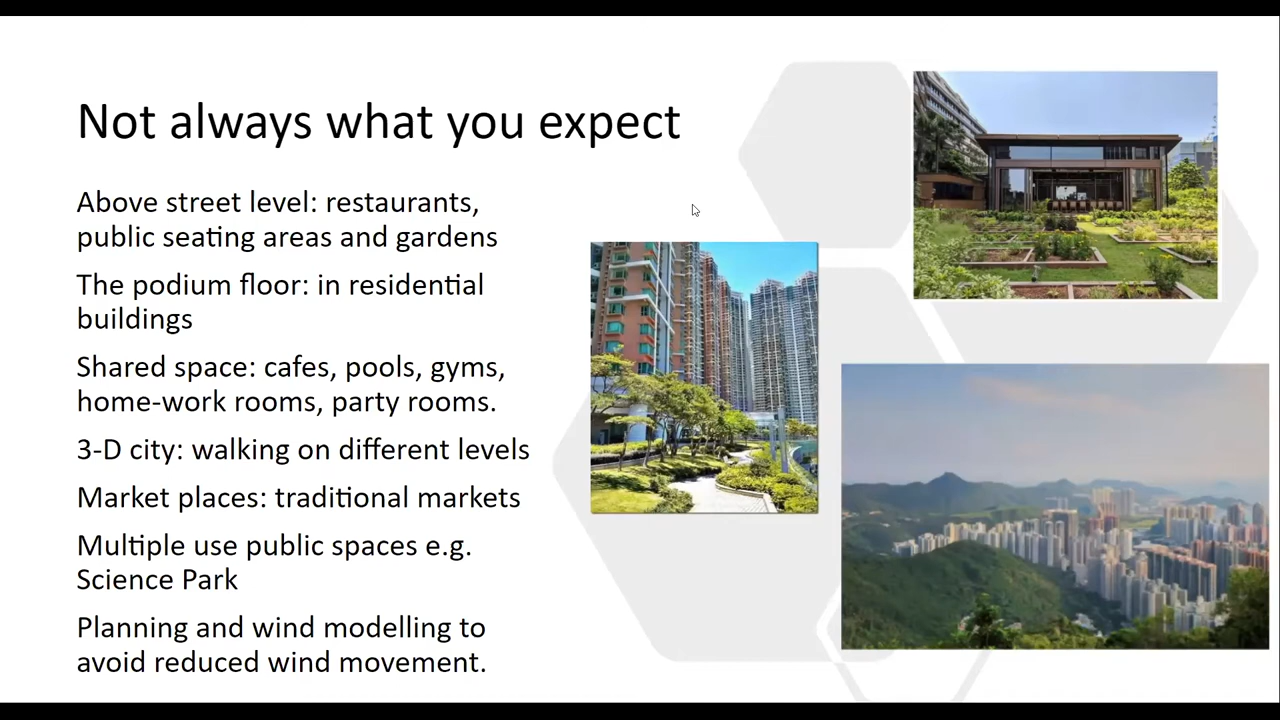 Not always what you expect
Above street level: restaurants,
public seating areas and gardens
The podium floor: in residential
buildings
Shared space: cafes, pools, gyms,
home-work rooms, party rooms.
3-D city: walking on different levels
Market places: traditional markets
Multiple use public spaces e.g.
Science Park
Planning and wind modelling to
avoid reduced wind movement.